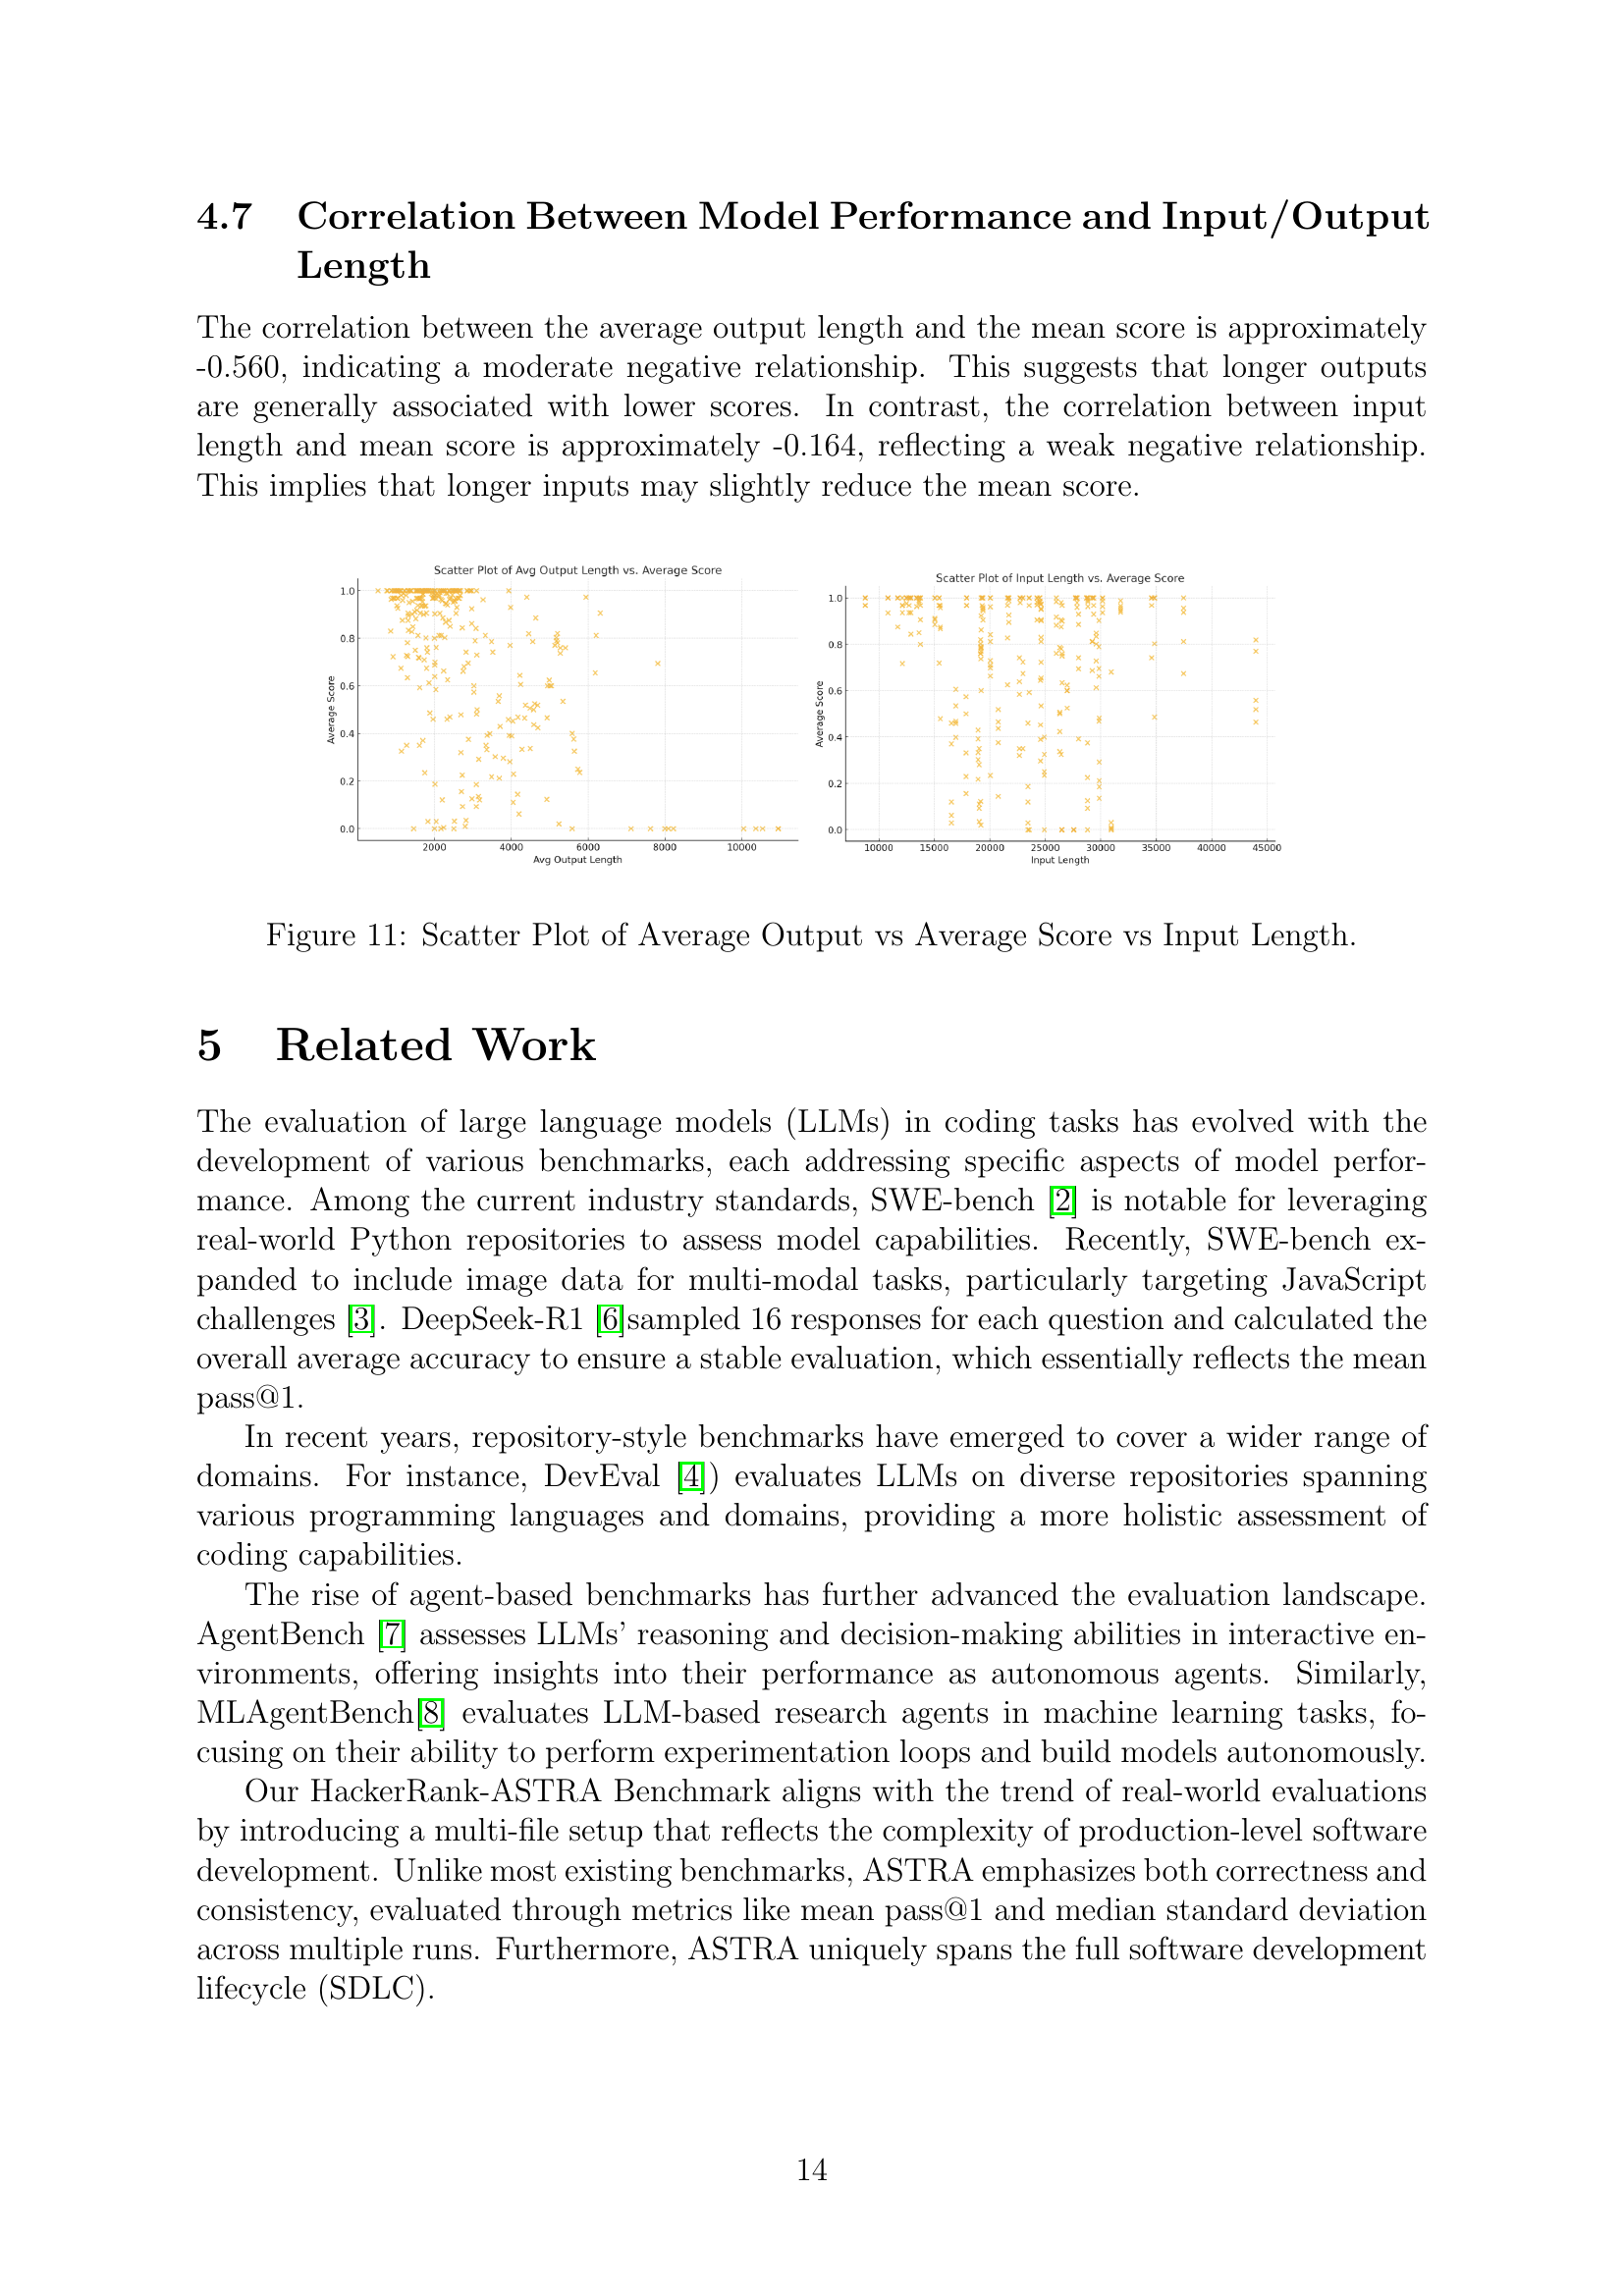 4.7 Correlation Between Model Performance and Input/Output
Length
The correlation between the average output length and the mean score is approximately
-0.560, indicating a moderate negative relationship. This suggests that longer outputs
are generally associated with lower scores. In contrast, the correlation between input
length and mean score is approximately -0.164, reflecting a weak negative relationship.
This implies that longer inputs may slightly reduce the mean score.
Scatter Plot of Avg Output Length vs. Average Score
1.0
0.8
0.6
0.4
0.2
0.0
Average Score
2000 4000 6000 8000 10000
Avg Output Length
Scatter Plot of Input Length vs. Average Score
1.0
0.8
0.6
0.4
0.2
0.0
Average Score
10000 15000 20000 25000 30000 35000 40000 45000
Input Length
Figure 11: Scatter Plot of Average Output vs Average Score vs Input Length.
5 Related Work
The evaluation of large language models (LLMs) in coding tasks has evolved with the
development of various benchmarks, each addressing specific aspects of model perfor-
mance. Among the current industry standards, SWE-bench [2] is notable for leveraging
real-world Python repositories to assess model capabilities. Recently, SWE-bench ex-
panded to include image data for multi-modal tasks, particularly targeting JavaScript
challenges [3]. DeepSeek-R1 [6]sampled 16 responses for each question and calculated the
overall average accuracy to ensure a stable evaluation, which essentially reflects the mean
pass@1.
In recent years, repository-style benchmarks have emerged to cover a wider range of
domains. For instance, DevEval [4]) evaluates LLMs on diverse repositories spanning
various programming languages and domains, providing a more holistic assessment of
coding capabilities.
The rise of agent-based benchmarks has further advanced the evaluation landscape.
AgentBench [7] assesses LLMs' reasoning and decision-making abilities in interactive en-
vironments, offering insights into their performance as autonomous agents. Similarly,
MLAgentBench[8] evaluates LLM-based research agents in machine learning tasks, fo-
cusing on their ability to perform experimentation loops and build models autonomously.
Our HackerRank-ASTRA Benchmark aligns with the trend of real-world evaluations
by introducing a multi-file setup that reflects the complexity of production-level software
development. Unlike most existing benchmarks, ASTRA emphasizes both correctness and
consistency, evaluated through metrics like mean pass@1 and median standard deviation
across multiple runs. Furthermore, ASTRA uniquely spans the full software development
lifecycle (SDLC).
14